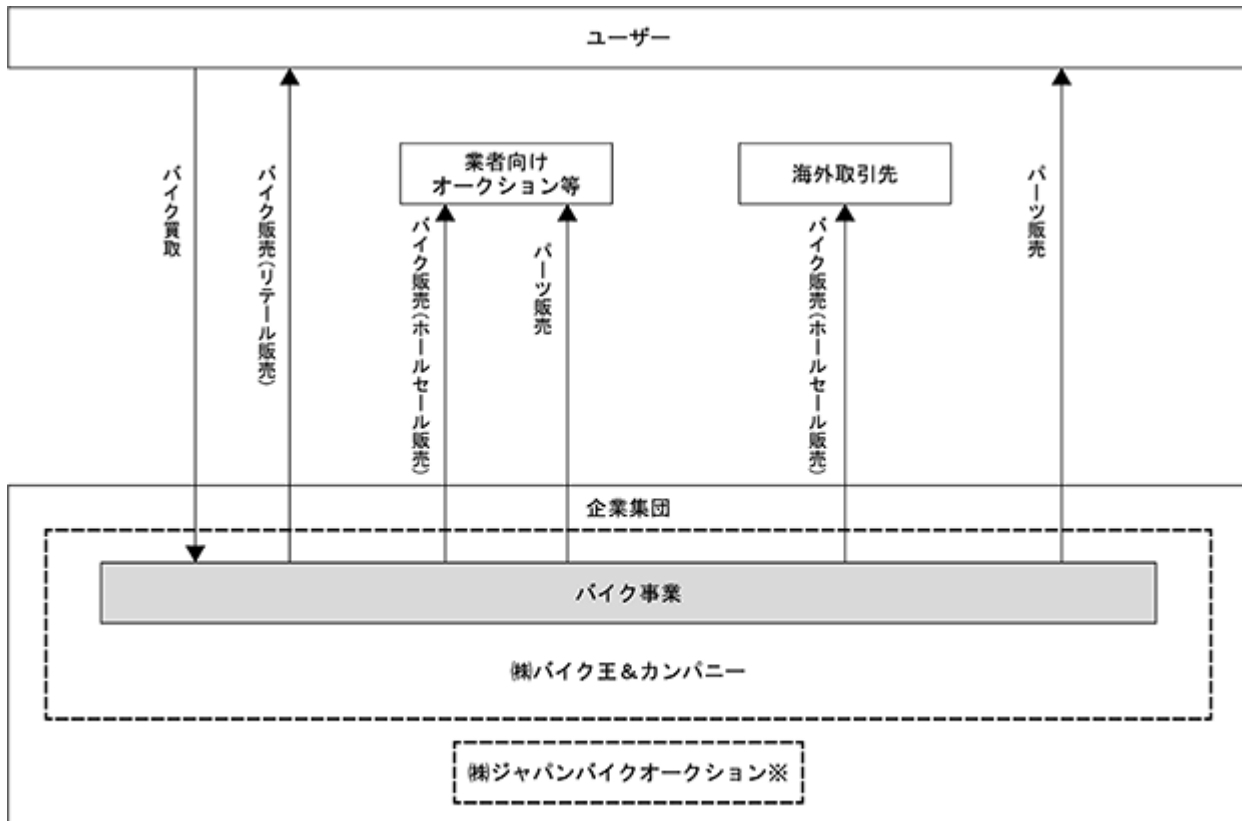 ユーザー
バイク買取
バイク販売(リテール販売)
業者向け
オークション等
バイク販売(ホールセール販売)
パーツ販売
海外取引先
バイク販売(ホールセール販売)
パーツ販売
企業集団
バイク事業
㈱バイク王＆カンパニー
㈱ジャパンバイクオークション※